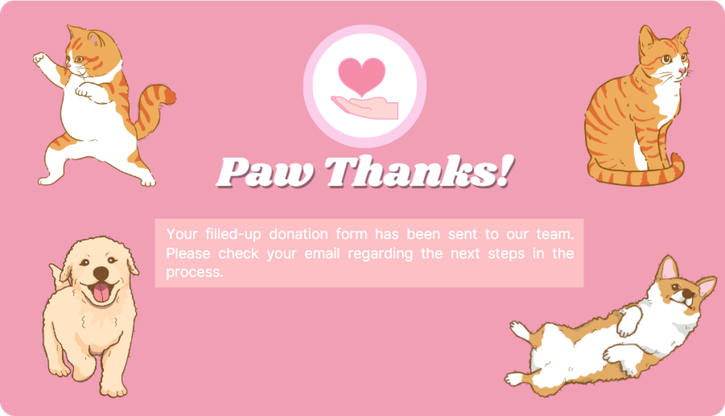 Paw Thanks!
Your filled-up donation form has been sent to our team.
Please check your email regarding the next steps in the
process.